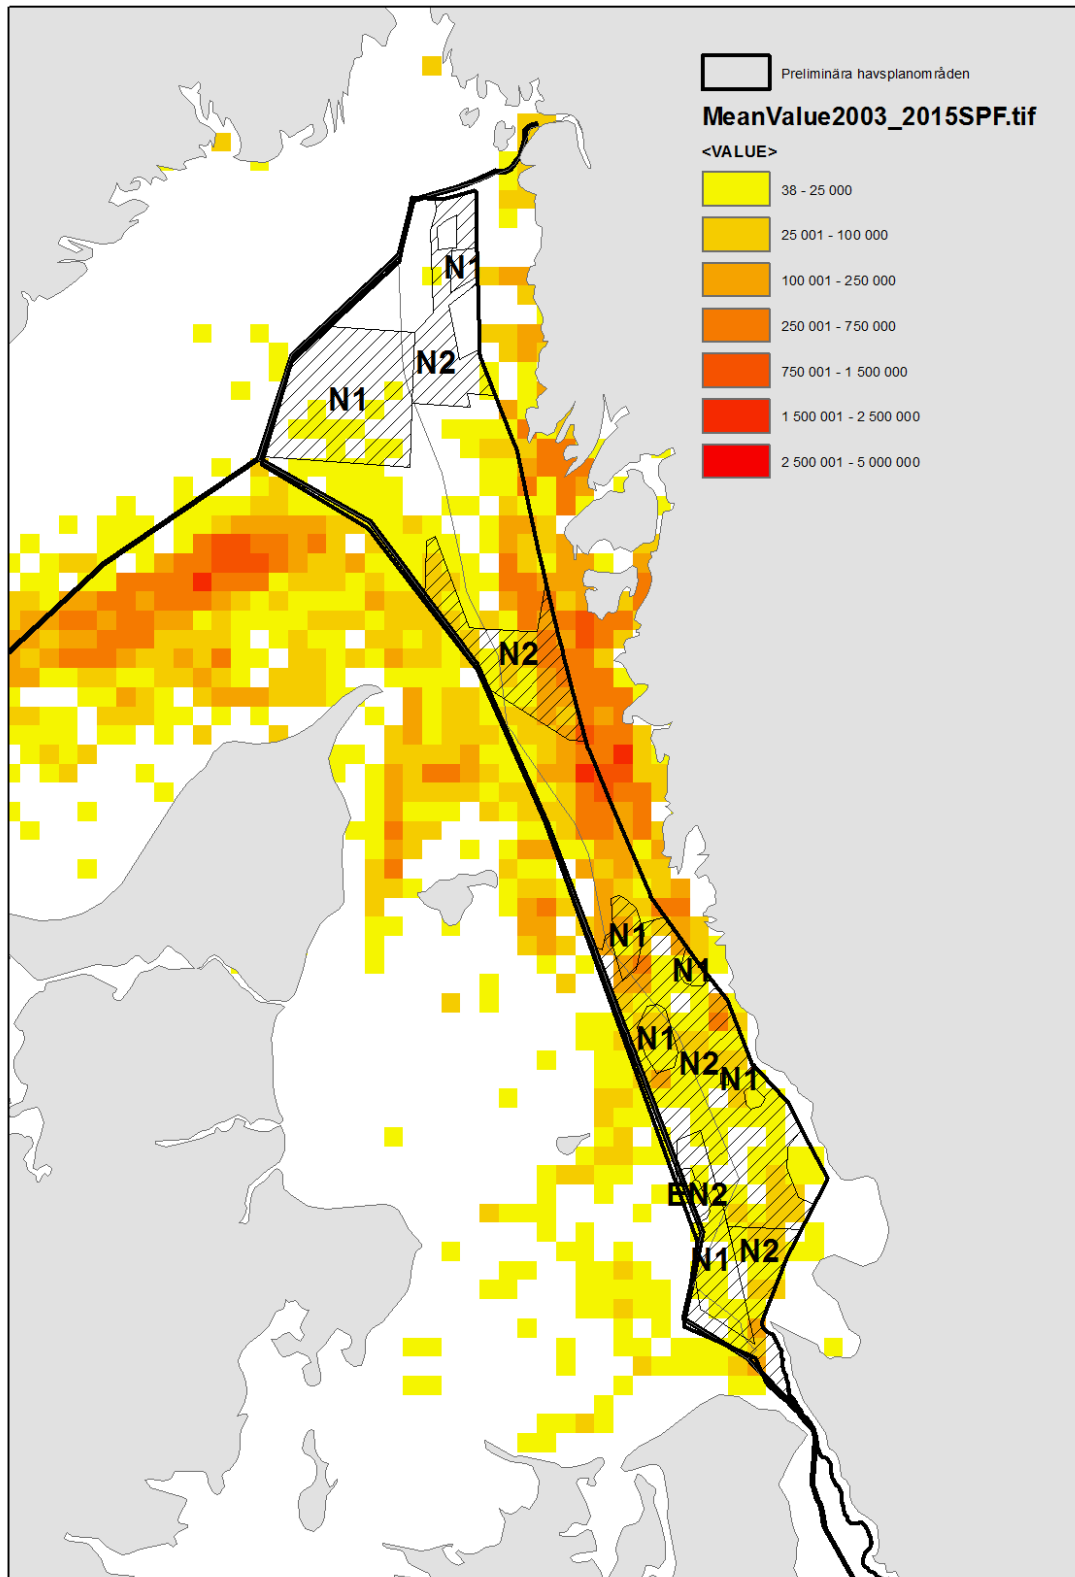 Preliminära havsplanområden
MeanValue2003_2015SPF.tif
<VALUE>
38 - 25 000
25 001 - 100 000
100 001 - 250 000
250 001 - 750 000
750 001 - 1 500 000
1 500 001 - 2 500 000
2 500 001 - 5 000 000
N1
N2
N1
N2
N1
N1
N1
N2
N1
EN2
N1
N2